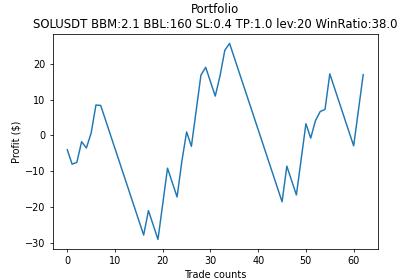 Portfolio
SOLUSDT BBM:2.1 BBL:160 SL:0.4 TP:1.0 lev:20 WinRatio:38.0
Profit ($)
20
10
0
−10
−20
−30
0 10 20 30 40 50 60
Trade counts